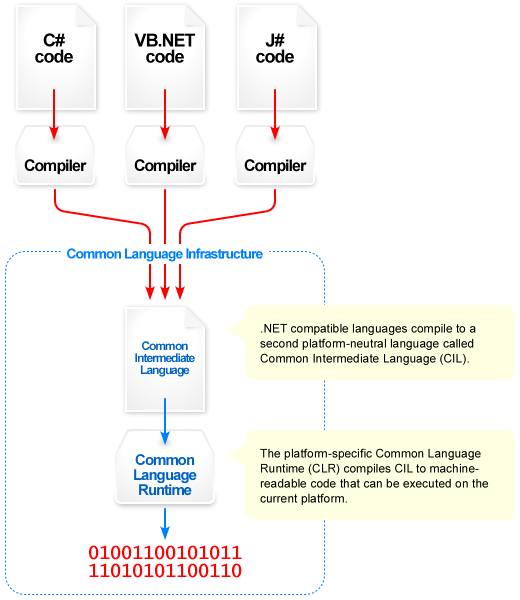 C#
code
VB.NET
code
J#
code
Compiler
Compiler
Compiler
Common Language Infrastructure
Common
Intermediate
Language
.NET compatible languages compile to a
second platform-neutral language called
Common Intermediate Language (CIL).
Common
Language
Runtime
The platform-specific Common Language
Runtime (CLR) compiles CIL to machine-
readable code that can be executed on the
current platform.
01001100101011
11010101100110